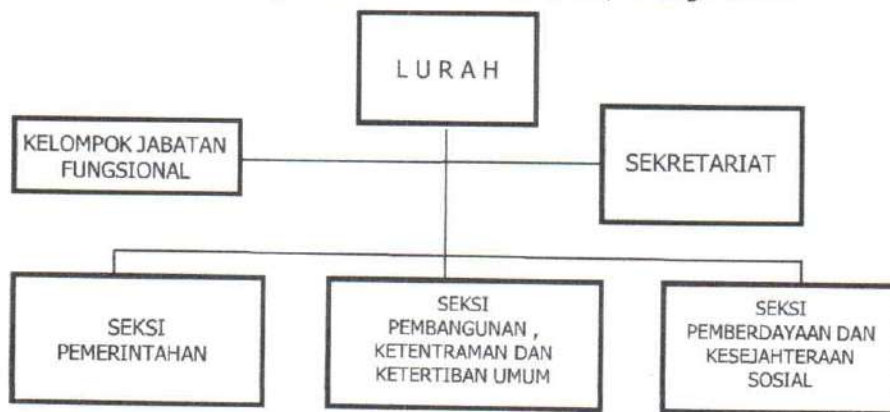 L U R A H
KELOMPOK JABATAN
FUNGSIONAL
SEKRETARIAT
SEKSI
PEMERINTAHAN
SEKSI
PEMBANGUNAN ,
KETENTRAMAN DAN
KETERTIBAN UMUM
SEKSI
PEMBERDAYAAN DAN
KESEJAHTERAAN
SOSIAL